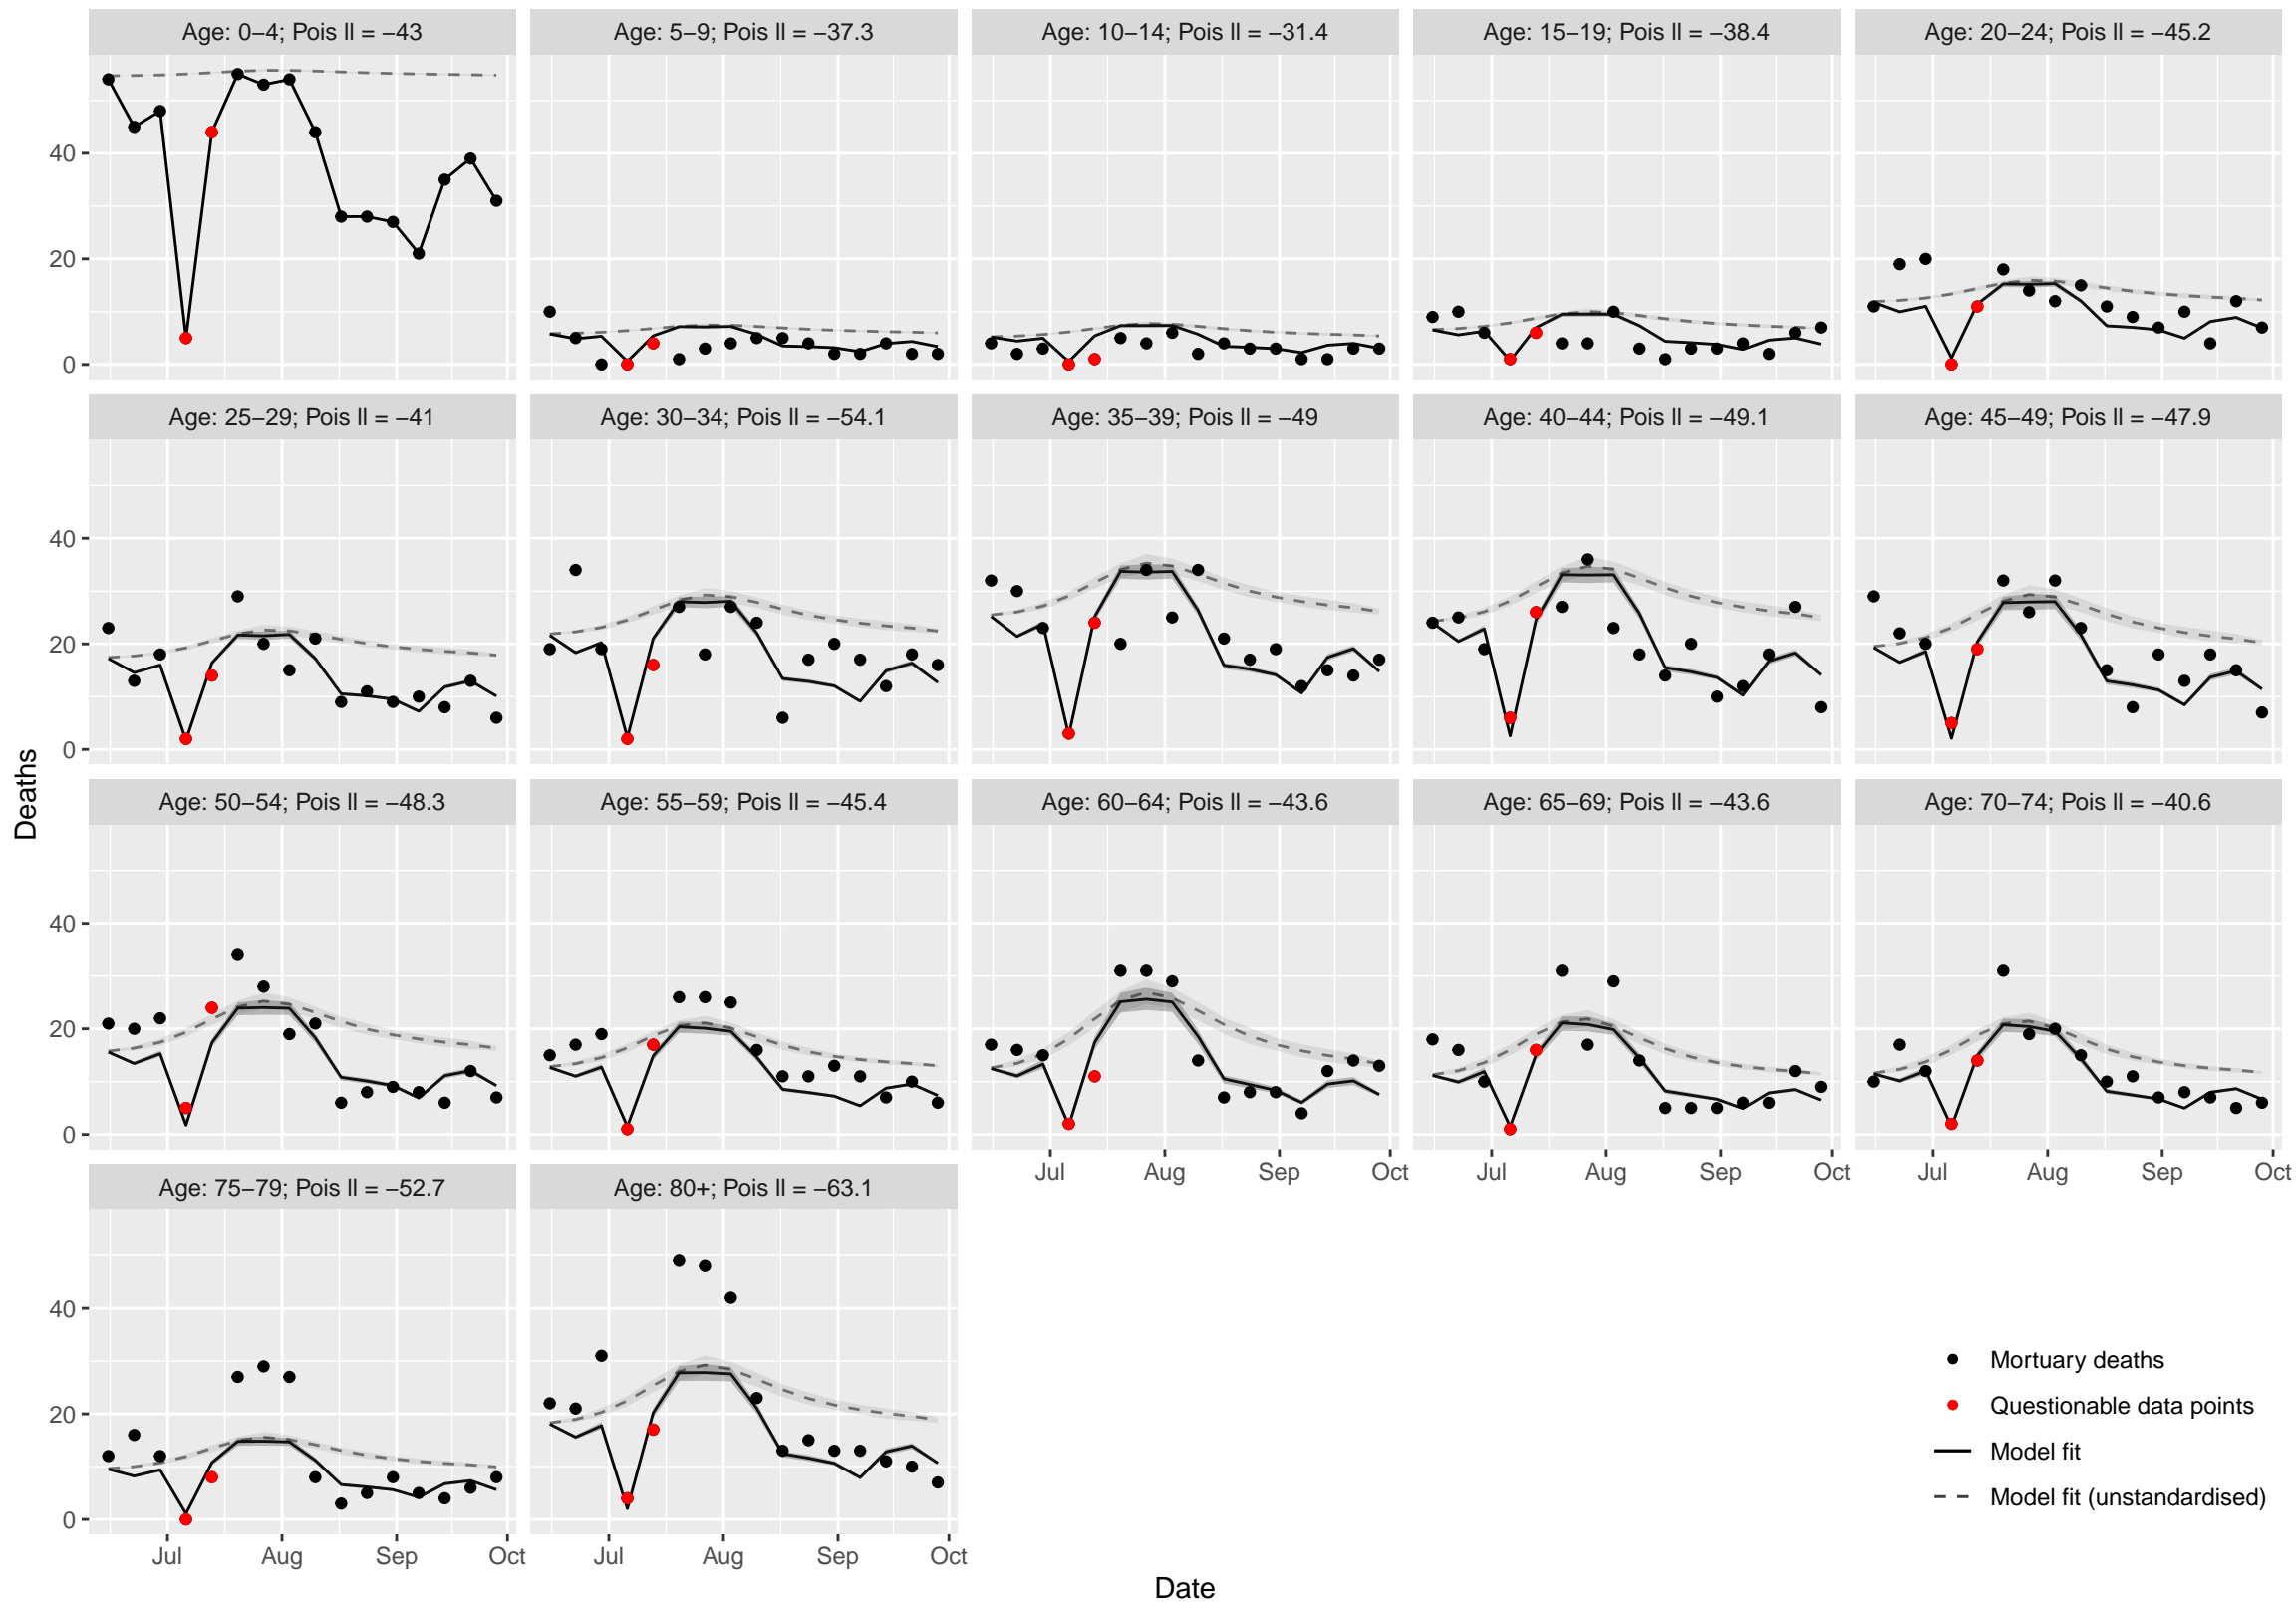 Age: 0−4; Pois ll = −43
Age: 5−9; Pois ll = −37.3
Age: 10−14; Pois ll = −31.4
Age: 15−19; Pois ll = −38.4
Age: 20−24; Pois ll = −45.2
40
20
0
Age: 25−29; Pois ll = −41
Age: 30−34; Pois ll = −54.1
Age: 35−39; Pois ll = −49
Age: 40−44; Pois ll = −49.1
Age: 45−49; Pois ll = −47.9
40
20
0
Deaths
Age: 50−54; Pois ll = −48.3
Age: 55−59; Pois ll = −45.4
Age: 60−64; Pois ll = −43.6
Age: 65−69; Pois ll = −43.6
Age: 70−74; Pois ll = −40.6
40
20
0
Jul Aug Sep Oct
Jul Aug Sep Oct
Jul Aug Sep Oct
Age: 75−79; Pois ll = −52.7
Age: 80+; Pois ll = −63.1
40
20
0
Jul Aug Sep Oct
Jul Aug Sep Oct
Mortuary deaths
Questionable data points
Model fit
Model fit (unstandardised)
Date